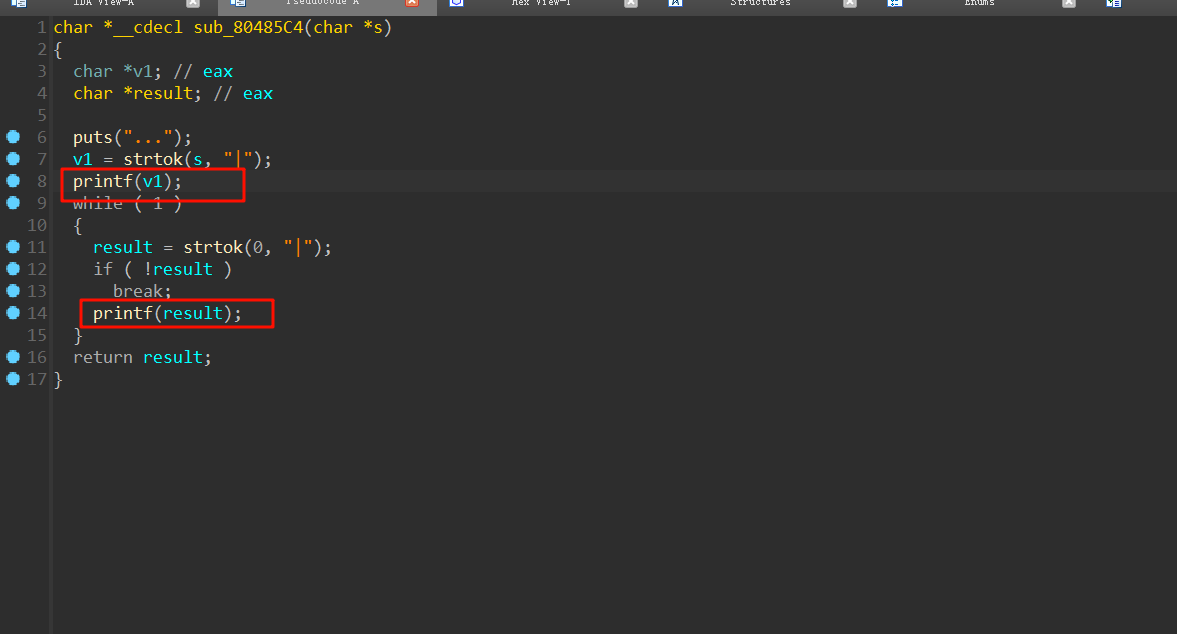 IDA View-A Pseudocode A Hex View-1 Structures Enums
1 char *__cdecl sub_80485C4(char *s)
2 {
3 char *v1; // eax
4 char *result; // eax
5
6 puts("...");
7 v1 = strtok(s, "|");
8 printf(v1);
9 while ( 1 )
10 {
11 result = strtok(0, "|");
12 if ( !result )
13 break;
14 printf(result);
15 }
16 return result;
17 }